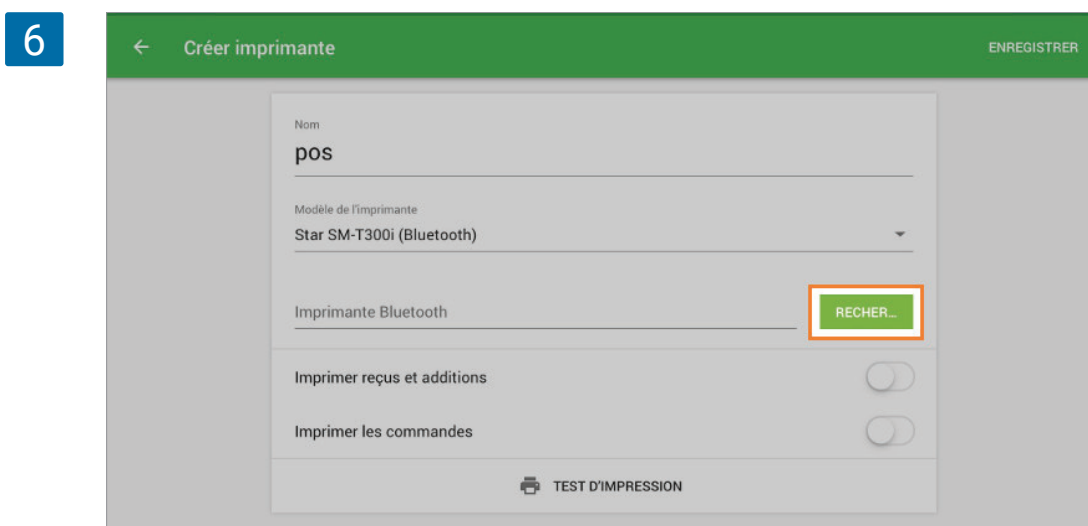 6
Créer imprimante
ENREGISTRER
Nom
pos
Modèle de l'imprimante
Star SM-T300i (Bluetooth)
Imprimante Bluetooth
RECHER...
Imprimer reçus et additions
Imprimer les commandes
TEST D'IMPRESSION